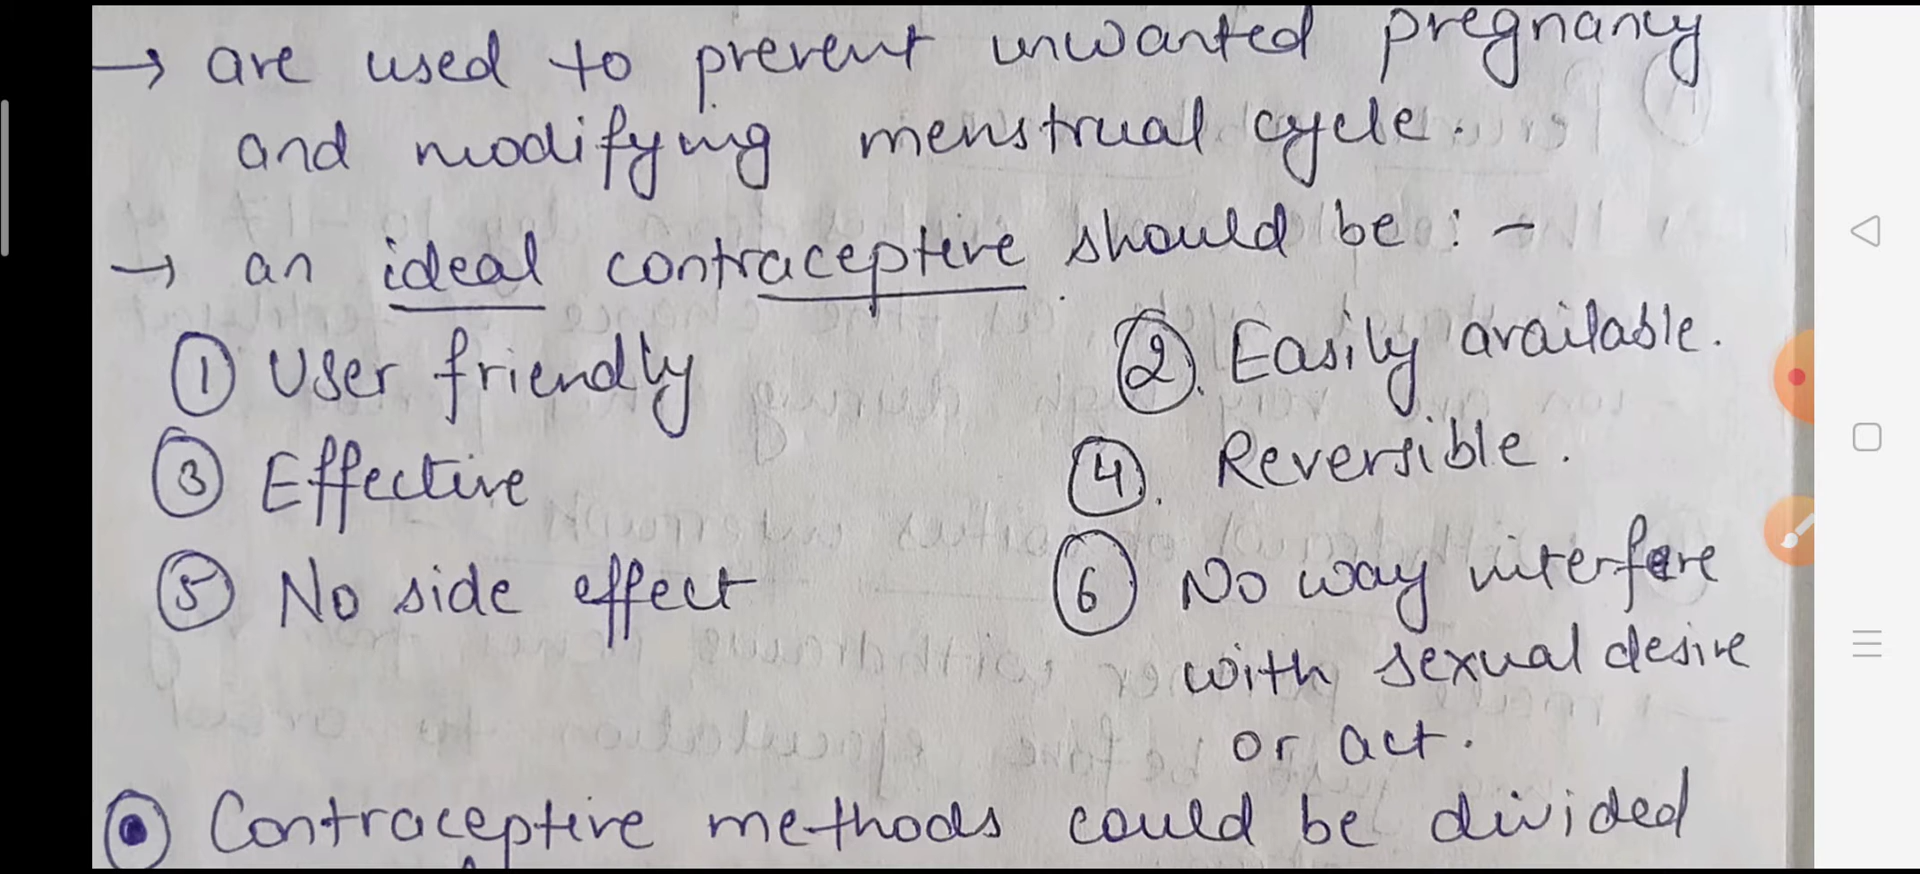 → are used to prevent unwanted pregnancy
and modifying menstrual cycle.
→ an ideal contraceptive should be : -
① User friendly ②. Easily available.
③ Effective ④. Reversible.
⑤ No side effect ⑥ No way interfere
with sexual desire
or act.
Contraceptive methods could be divided